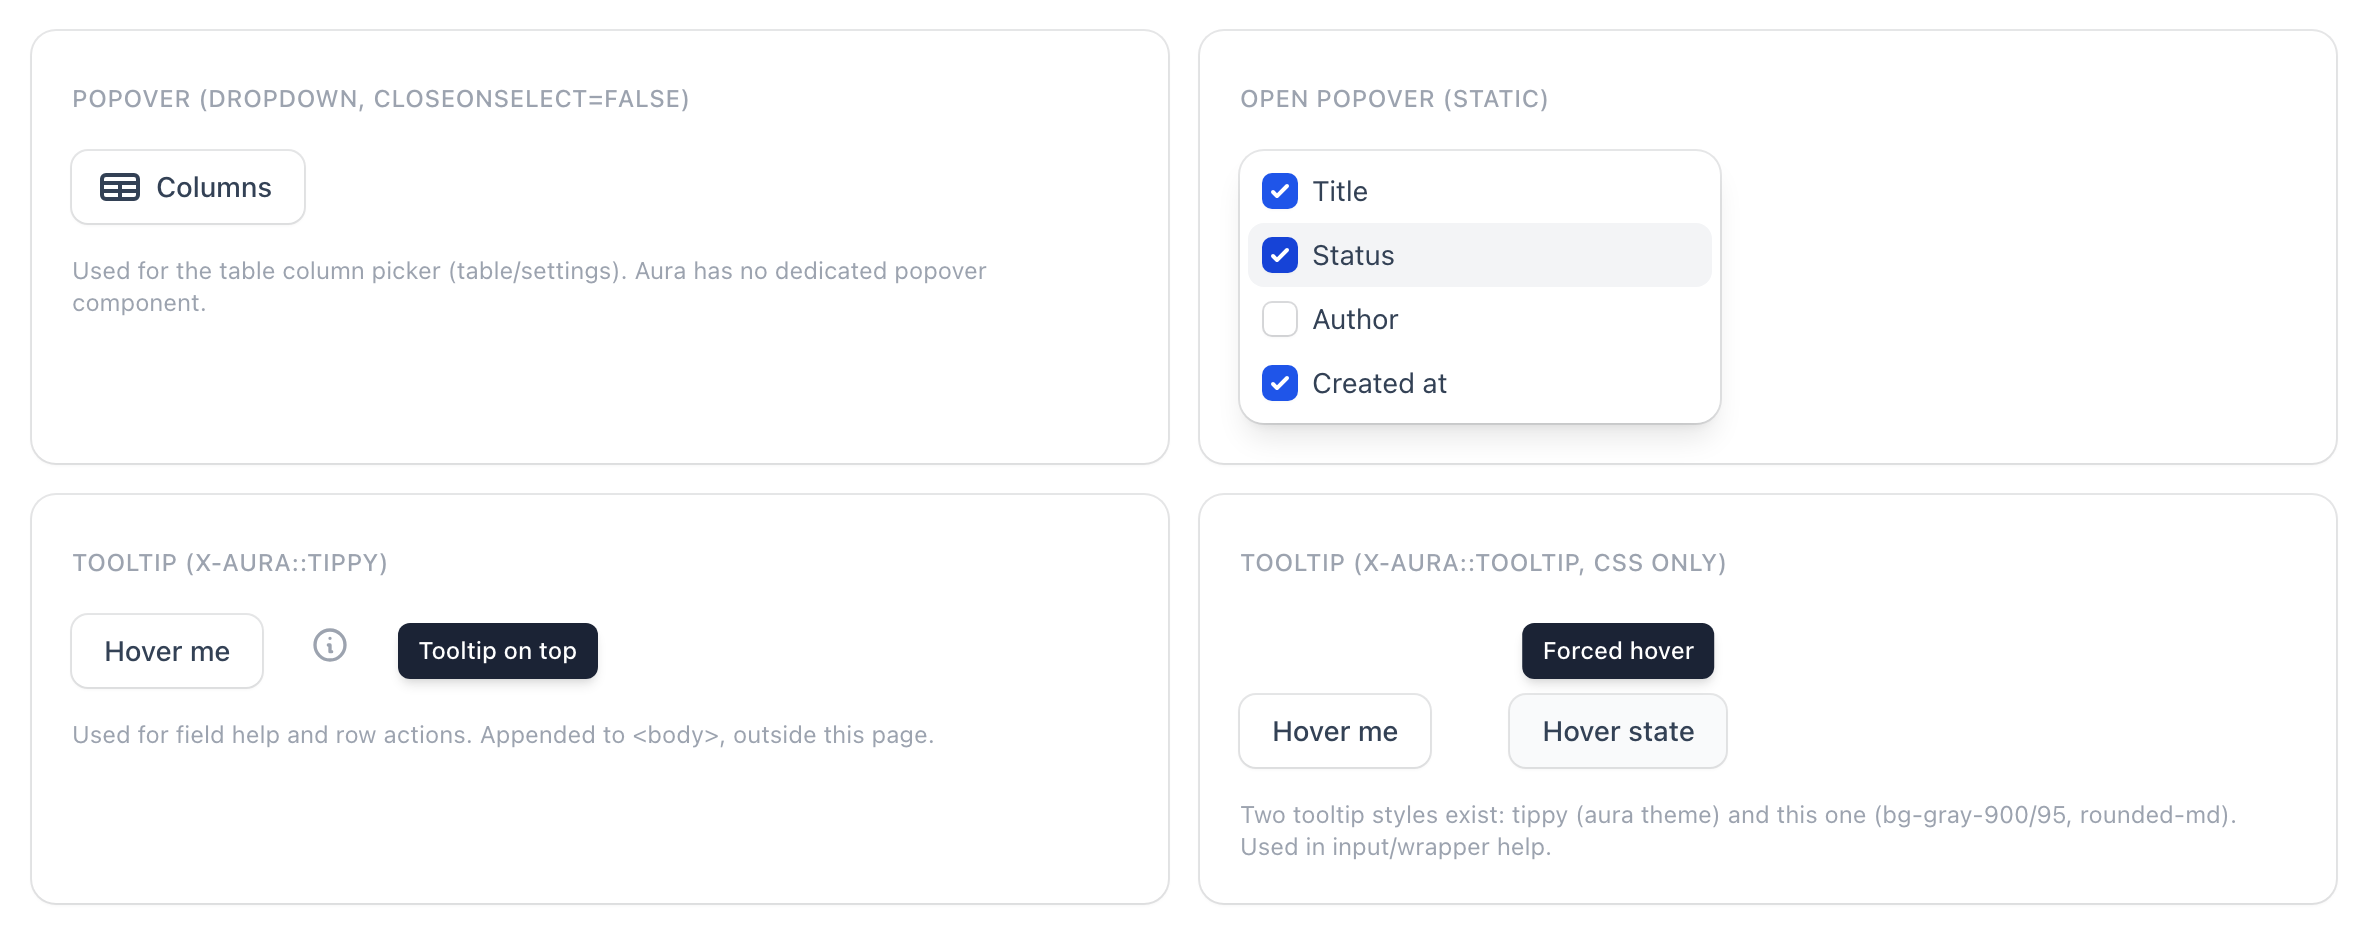 POPOVER (DROPDOWN, CLOSEONSELECT=FALSE)
Columns
Used for the table column picker (table/settings). Aura has no dedicated popover
component.
OPEN POPOVER (STATIC)
Title
Status
Author
Created at
TOOLTIP (X-AURA::TIPPY)
Hover me
Tooltip on top
Used for field help and row actions. Appended to <body>, outside this page.
TOOLTIP (X-AURA::TOOLTIP, CSS ONLY)
Forced hover
Hover me
Hover state
Two tooltip styles exist: tippy (aura theme) and this one (bg-gray-900/95, rounded-md).
Used in input/wrapper help.